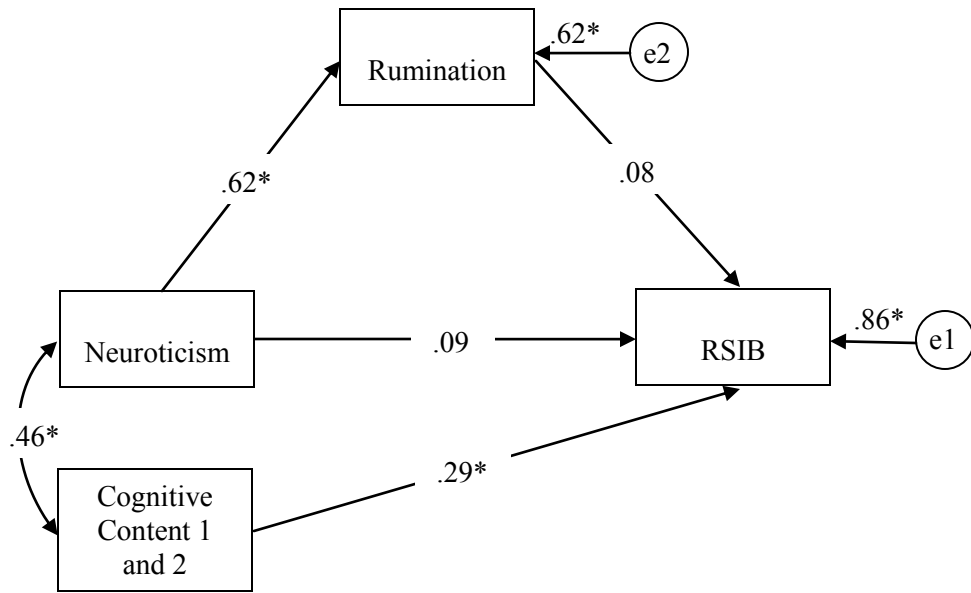 .62*
e2
Rumination
.62*
.08
Neuroticism
.09
RSIB
.86*
e1
.46*
.29*
Cognitive
Content 1
and 2